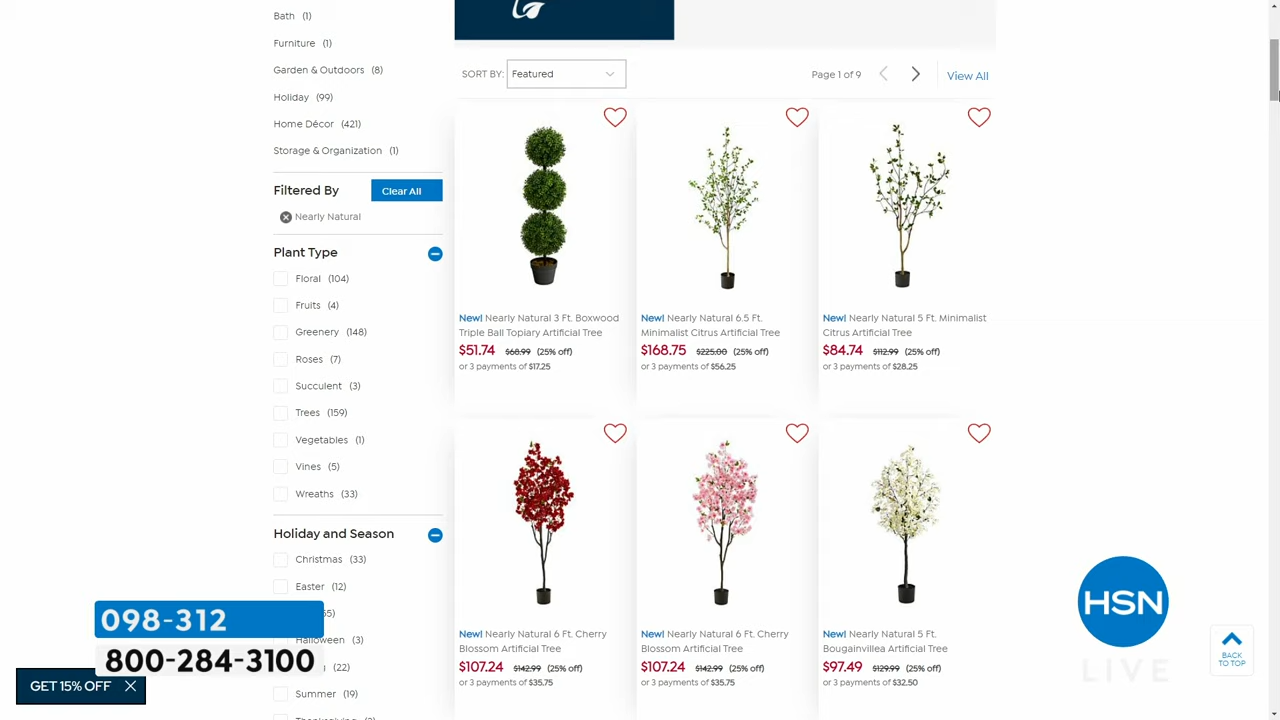 Bath (1)
Furniture (1)
Garden & Outdoors (8)
Holiday (99)
Home Décor (421)
Storage & Organization (1)
Filtered By
Clear All
Nearly Natural
Plant Type
Floral (104)
Fruits (4)
Greenery (148)
Roses (7)
Succulent (3)
Trees (159)
Vegetables (1)
Vines (5)
Wreaths (33)
Holiday and Season
Christmas (33)
Easter (12)
Halloween (3)
(22)
Summer (19)
SORT BY: Featured
Page 1 of 9
View All
New! Nearly Natural 3 Ft. Boxwood
Triple Ball Topiary Artificial Tree
$51.74 $68.99 (25% off)
or 3 payments of $17.25
New! Nearly Natural 6.5 Ft.
Minimalist Citrus Artificial Tree
$168.75 $225.00 (25% off)
or 3 payments of $56.25
New! Nearly Natural 5 Ft. Minimalist
Citrus Artificial Tree
$84.74 $112.99 (25% off)
or 3 payments of $28.25
New! Nearly Natural 6 Ft. Cherry
Blossom Artificial Tree
$107.24 $142.99 (25% off)
or 3 payments of $35.75
New! Nearly Natural 6 Ft. Cherry
Blossom Artificial Tree
$107.24 $142.99 (25% off)
or 3 payments of $35.75
New! Nearly Natural 5 Ft.
Bougainvillea Artificial Tree
$97.49 $129.99 (25% off)
or 3 payments of $32.50
098-312
800-284-3100
GET 15% OFF
HSN
LIVE
BACK
TO TOP